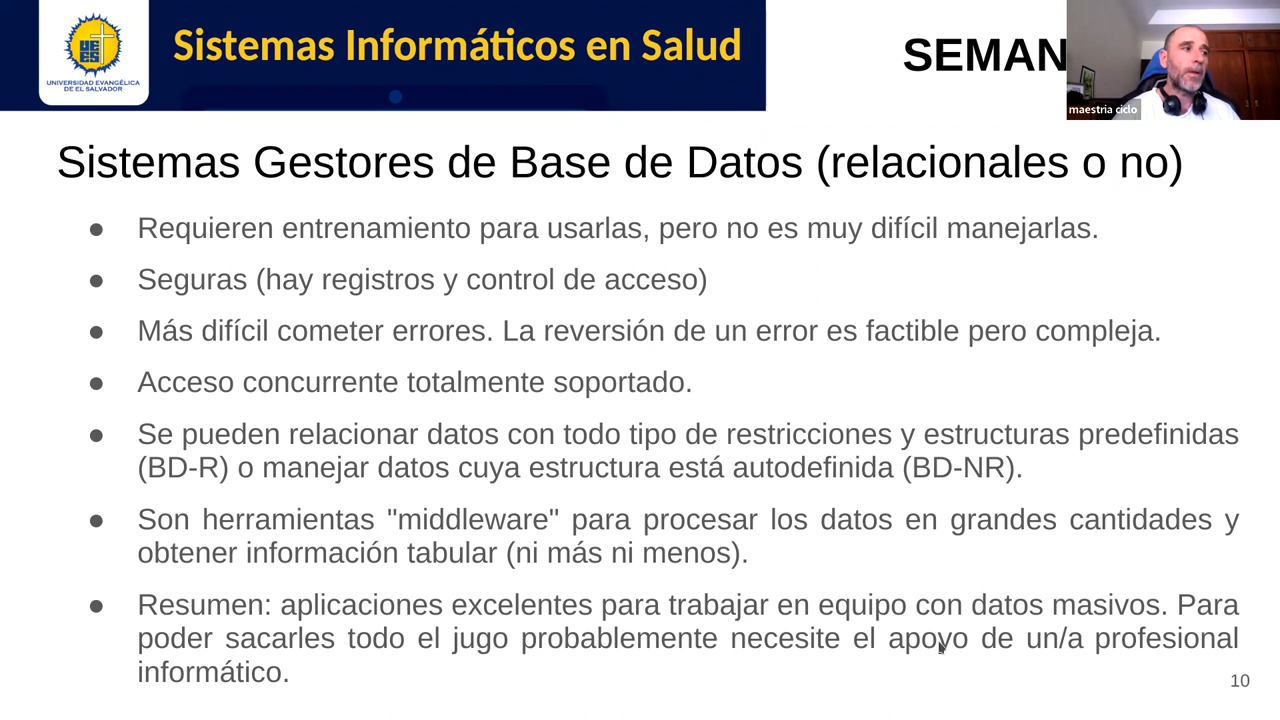 UNIVERSIDAD EVANGÉLICA
DE EL SALVADOR
Sistemas Informáticos en Salud
maestria ciclo
Sistemas Gestores de Base de Datos (relacionales o no)
● Requieren entrenamiento para usarlas, pero no es muy difícil manejarlas.
● Seguras (hay registros y control de acceso)
● Más difícil cometer errores. La reversión de un error es factible pero compleja.
● Acceso concurrente totalmente soportado.
● Se pueden relacionar datos con todo tipo de restricciones y estructuras predefinidas
(BD-R) o manejar datos cuya estructura está autodefinida (BD-NR).
● Son herramientas "middleware" para procesar los datos en grandes cantidades y
obtener información tabular (ni más ni menos).
● Resumen: aplicaciones excelentes para trabajar en equipo con datos masivos. Para
poder sacarles todo el jugo probablemente necesite el apoyo de un/a profesional
informático.
10